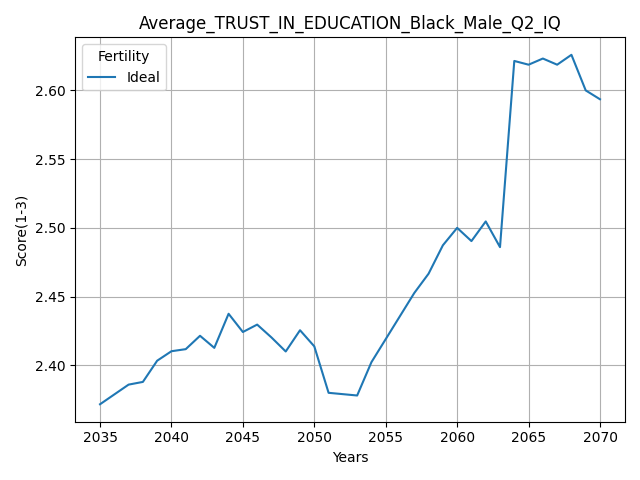 Average_TRUST_IN_EDUCATION_Black_Male_Q2_IQ
Fertility
Ideal
2.60
2.55
2.50
2.45
2.40
Score(1-3)
2035 2040 2045 2050 2055 2060 2065 2070
Years